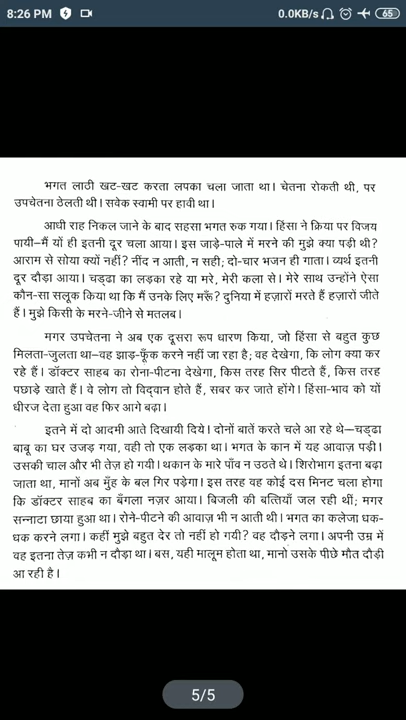 8:26 PM
0.0KB/s
65
भगत लाठी खट-खट करता लपका चला जाता था। चेतना रोकती थी, पर
उपचेतना ठेलती थी। सवेक स्वामी पर हावी था।
आधी राह निकल जाने के बाद सहसा भगत रुक गया। हिंसा ने क्रिया पर विजय
पायी–मैं यों ही इतनी दूर चला आया। इस जाड़े-पाले में मरने की मुझे क्या पड़ी थी?
आराम से सोया क्यों नहीं? नींद न आती, न सही; दो-चार भजन ही गाता। व्यर्थ इतनी
दूर दौड़ा आया। चड्ढा का लड़का रहे या मरे, मेरी कला से। मेरे साथ उन्होंने ऐसा
कौन-सा सलूक किया था कि मैं उनके लिए मरूँ? दुनिया में हज़ारों मरते हैं हज़ारों जीते
हैं। मुझे किसी के मरने-जीने से मतलब।
मगर उपचेतना ने अब एक दूसरा रूप धारण किया, जो हिंसा से बहुत कुछ
मिलता-जुलता था–वह झाड़-फूँक करने नहीं जा रहा है; वह देखेगा, कि लोग क्या कर
रहे हैं। डॉक्टर साहब का रोना-पीटना देखेगा, किस तरह सिर पीटते हैं, किस तरह
पछाड़े खाते हैं। वे लोग तो विद्वान होते हैं, सबर कर जाते होंगे। हिंसा-भाव को यों
धीरज देता हुआ वह फिर आगे बढ़ा।
इतने में दो आदमी आते दिखायी दिये। दोनों बातें करते चले आ रहे थे–चड्ढा
बाबू का घर उजड़ गया, वही तो एक लड़का था। भगत के कान में यह आवाज़ पड़ी।
उसकी चाल और भी तेज़ हो गयी। थकान के मारे पाँव न उठते थे। शिरोभाग इतना बढ़ा
जाता था, मानों अब मुँह के बल गिर पड़ेगा। इस तरह वह कोई दस मिनट चला होगा
कि डॉक्टर साहब का बँगला नज़र आया। बिजली की बत्तियाँ जल रही थीं; मगर
सन्नाटा छाया हुआ था। रोने-पीटने की आवाज़ भी न आती थी। भगत का कलेजा धक-
धक करने लगा। कहीं मुझे बहुत देर तो नहीं हो गयी? वह दौड़ने लगा। अपनी उम्र में
वह इतना तेज़ कभी न दौड़ा था। बस, यही मालूम होता था, मानो उसके पीछे मौत दौड़ी
आ रही है।
5/5